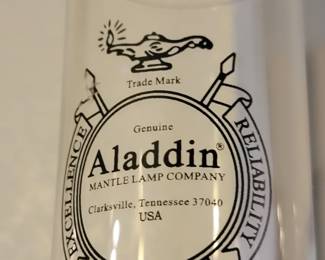 Trade Mark
Genuine
Aladdin®
MANTLE LAMP COMPANY
Clarksville, Tennessee 37040
USA
EXCELLENCE
RELIABILITY